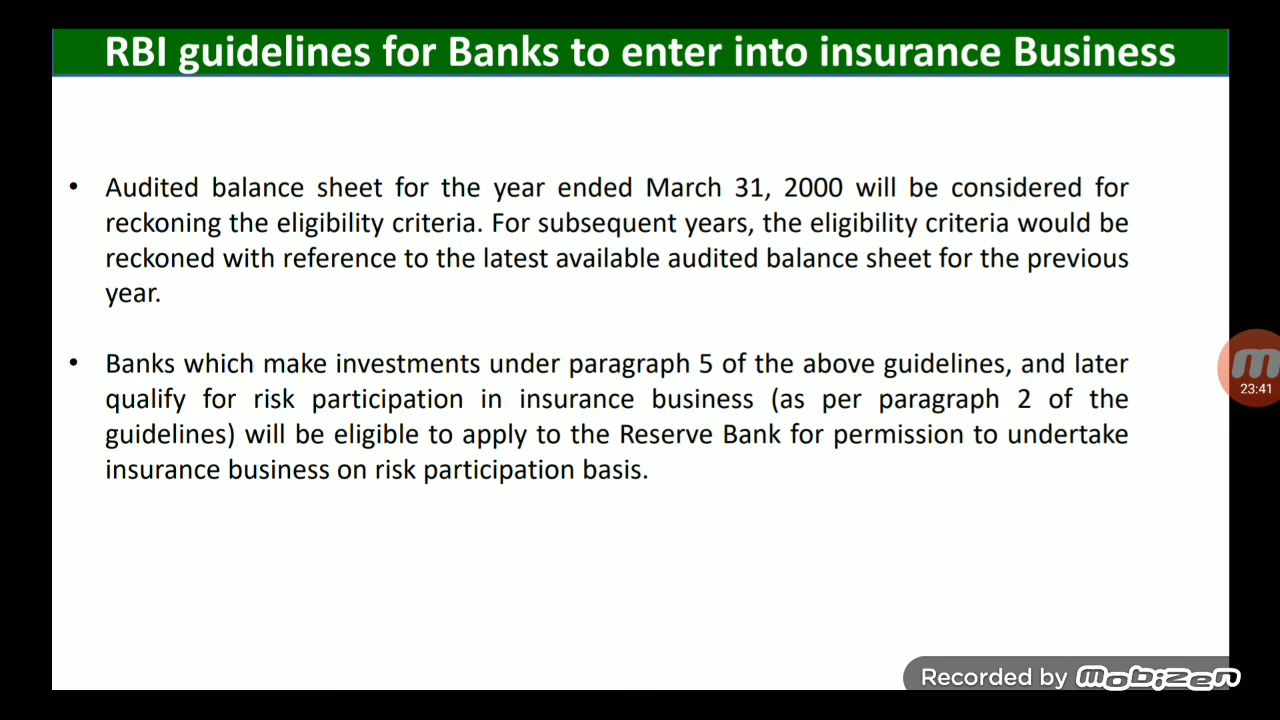 RBI guidelines for Banks to enter into insurance Business
• Audited balance sheet for the year ended March 31, 2000 will be considered for
reckoning the eligibility criteria. For subsequent years, the eligibility criteria would be
reckoned with reference to the latest available audited balance sheet for the previous
year.
• Banks which make investments under paragraph 5 of the above guidelines, and later
qualify for risk participation in insurance business (as per paragraph 2 of the
guidelines) will be eligible to apply to the Reserve Bank for permission to undertake
insurance business on risk participation basis.
m
23:41
Recorded by mobizen